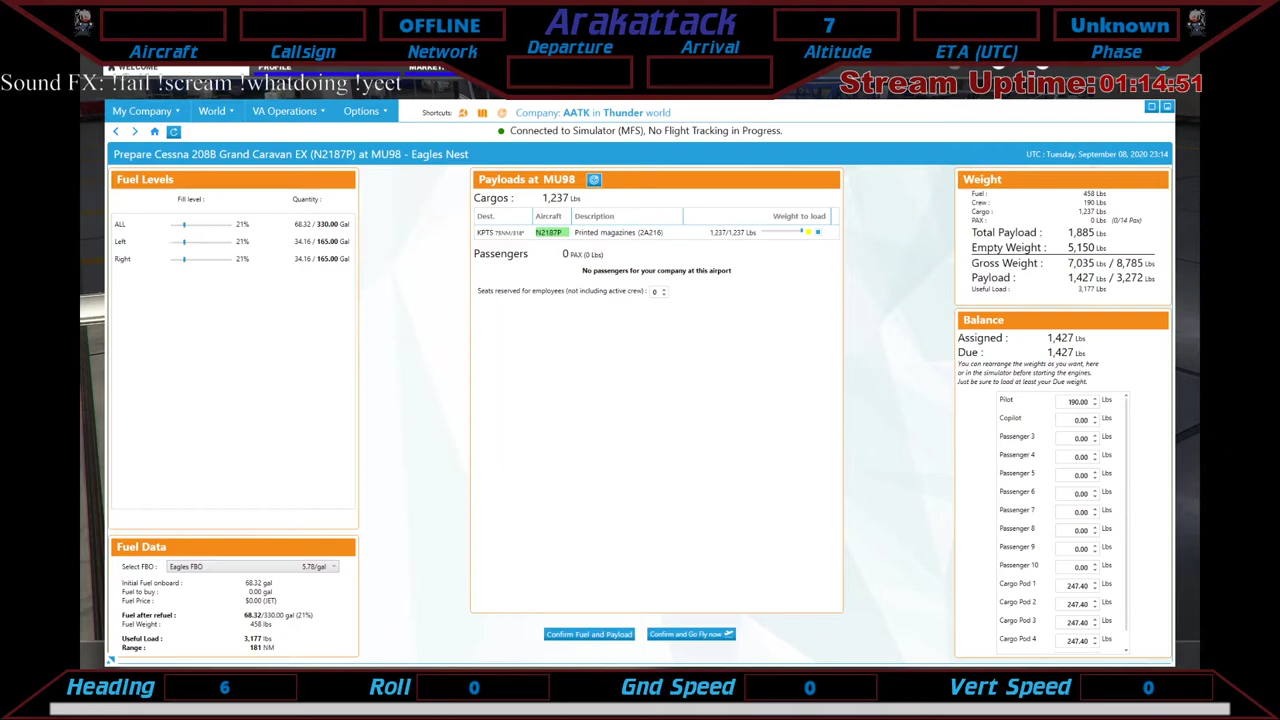 OFFLINE
Arakattack
7
Unknown
Aircraft
Callsign
Network
Departure
Arrival
Altitude
ETA (UTC)
Phase
Sound FX: !fail !scream !whatdoing !yeet
Stream Uptime: 01:14:51
My Company
World
VA Operations
Options
Shortcuts:
Company: AATK in Thunder world
Connected to Simulator (MFS), No Flight Tracking in Progress.
Prepare Cessna 208B Grand Caravan EX (N2187P) at MU98 - Eagles Nest
UTC : Tuesday, September 08, 2020 23:14
Fuel Levels
Fill level :
Quantity :
ALL 21% 68.32 / 330.00 Gal
Left 21% 34.16 / 165.00 Gal
Right 21% 34.16 / 165.00 Gal
Fuel Data
Select FBO : Eagles FBO 5.78/gal
Initial Fuel onboard : 68.32 gal
Fuel to buy : 0.00 gal
Fuel Price : $0.00 (JET)
Fuel after refuel : 68.32/330.00 gal (21%)
Fuel Weight : 458 lbs
Useful Load : 3,177 lbs
Range : 181 NM
Payloads at MU98
Cargos : 1,237 Lbs
Dest. Aircraft Description Weight to load
KPTS 75NM/318° N2187P Printed magazines (2A216) 1,237/1,237 Lbs
Passengers 0 PAX (0 Lbs)
No passengers for your company at this airport
Seats reserved for employees (not including active crew) : 0
Confirm Fuel and Payload
Confirm and Go Fly now
Weight
Fuel : 458 Lbs
Crew : 190 Lbs
Cargo : 1,237 Lbs
PAX : 0 Lbs (0/14 Pax)
Total Payload : 1,885 Lbs
Empty Weight : 5,150 Lbs
Gross Weight : 7,035 Lbs / 8,785 Lbs
Payload : 1,427 Lbs / 3,272 Lbs
Useful Load : 3,177 Lbs
Balance
Assigned : 1,427 Lbs
Due : 1,427 Lbs
You can rearrange the weights as you want, here
or in the simulator before starting the engines.
Just be sure to load at least your Due weight.
Pilot 190.00 Lbs
Copilot 0.00 Lbs
Passenger 3 0.00 Lbs
Passenger 4 0.00 Lbs
Passenger 5 0.00 Lbs
Passenger 6 0.00 Lbs
Passenger 7 0.00 Lbs
Passenger 8 0.00 Lbs
Passenger 9 0.00 Lbs
Passenger 10 0.00 Lbs
Cargo Pod 1 247.40 Lbs
Cargo Pod 2 247.40 Lbs
Cargo Pod 3 247.40 Lbs
Cargo Pod 4 247.40 Lbs
Heading 6
Roll 0
Gnd Speed 0
Vert Speed 0